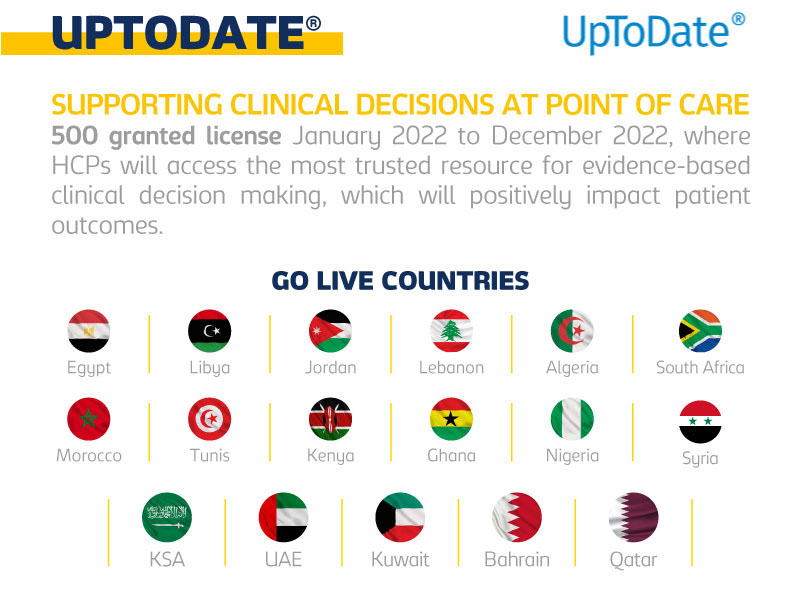 UPTODATE®
UpToDate®
SUPPORTING CLINICAL DECISIONS AT POINT OF CARE
500 granted license January 2022 to December 2022, where
HCPs will access the most trusted resource for evidence-based
clinical decision making, which will positively impact patient
outcomes.
GO LIVE COUNTRIES
Egypt
Libya
Jordan
Lebanon
Algeria
South Africa
Morocco
Tunis
Kenya
Ghana
Nigeria
Syria
KSA
UAE
Kuwait
Bahrain
Qatar